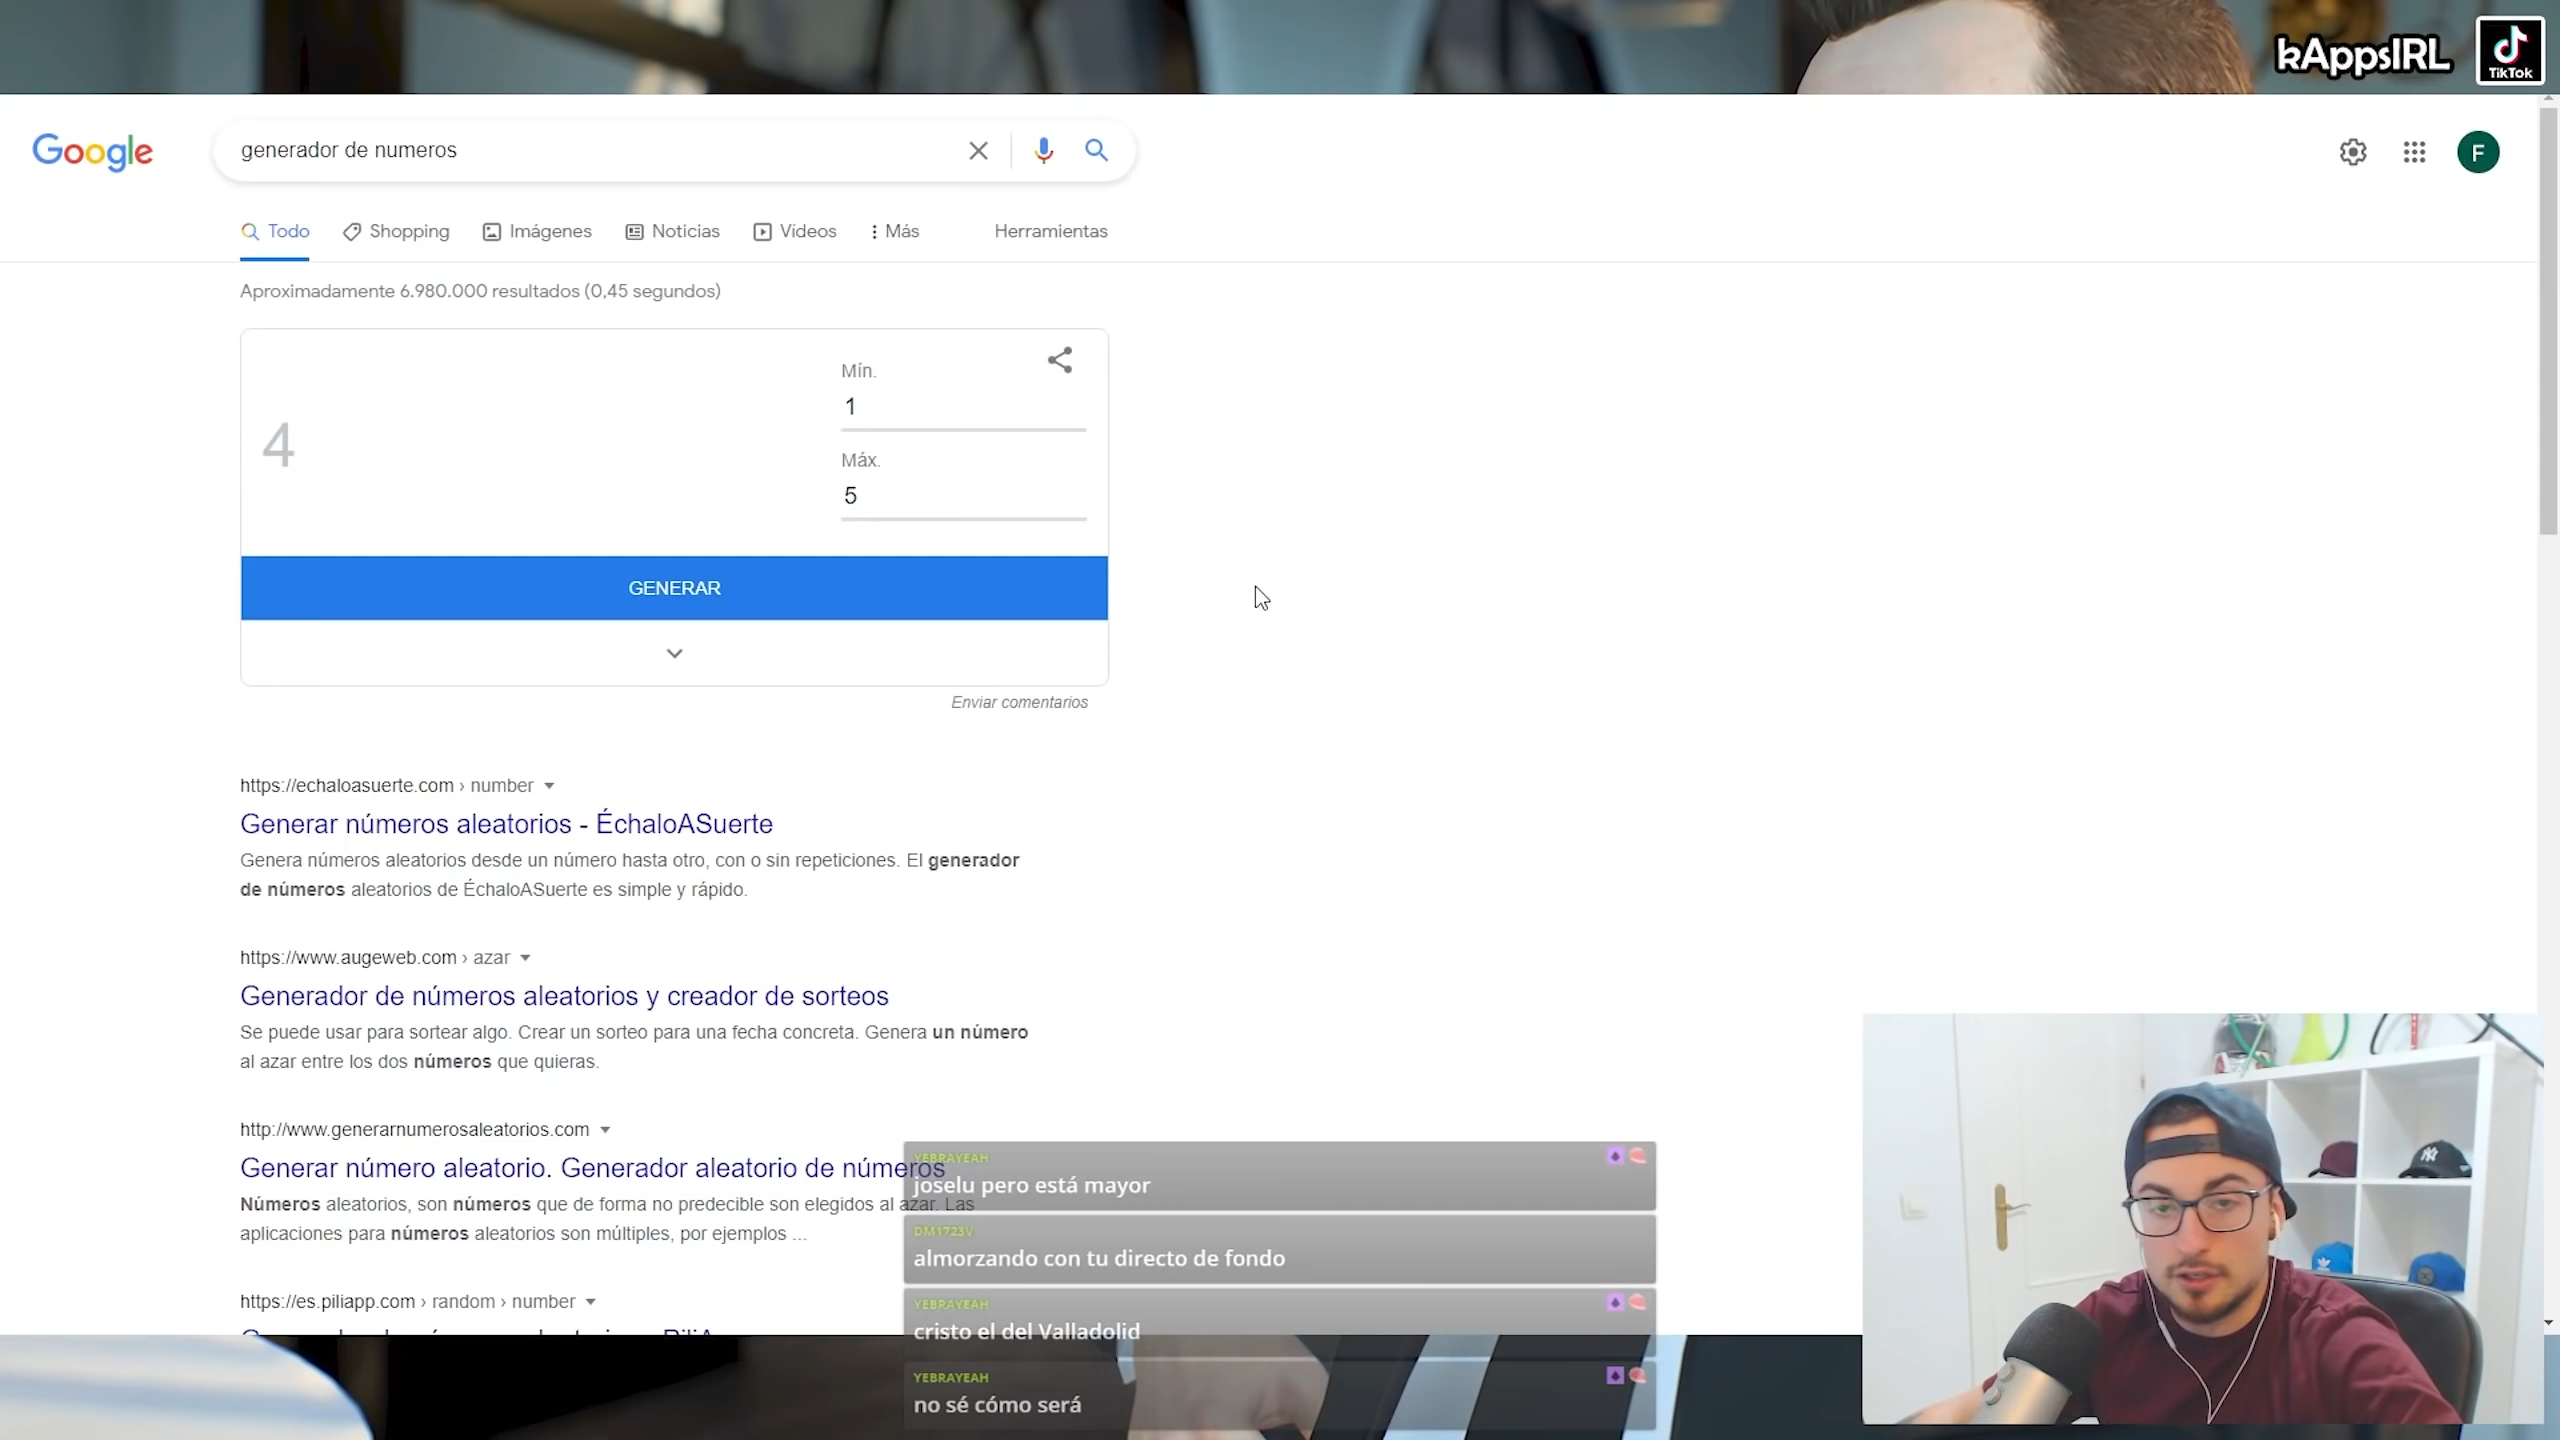 kAppsIRL
TikTok
Google
generador de numeros
F
Todo
Shopping
Imágenes
Noticias
Vídeos
Más
Herramientas
Aproximadamente 6.980.000 resultados (0,45 segundos)
Mín.
1
4
Máx.
5
GENERAR
Enviar comentarios
https://echaloasuerte.com › number
Generar números aleatorios - ÉchaloASuerte
Genera números aleatorios desde un número hasta otro, con o sin repeticiones. El generador
de números aleatorios de ÉchaloASuerte es simple y rápido.
https://www.augeweb.com › azar
Generador de números aleatorios y creador de sorteos
Se puede usar para sortear algo. Crear un sorteo para una fecha concreta. Genera un número
al azar entre los dos números que quieras.
http://www.generarnumerosaleatorios.com
Generar número aleatorio. Generador aleatorio de números
Números aleatorios, son números que de forma no predecible son elegidos al azar. Las
aplicaciones para números aleatorios son múltiples, por ejemplos ...
https://es.piliapp.com › random › number
YEBRAYEAH
joselu pero está mayor
DM1723V
almorzando con tu directo de fondo
YEBRAYEAH
cristo el del Valladolid
YEBRAYEAH
no sé cómo será